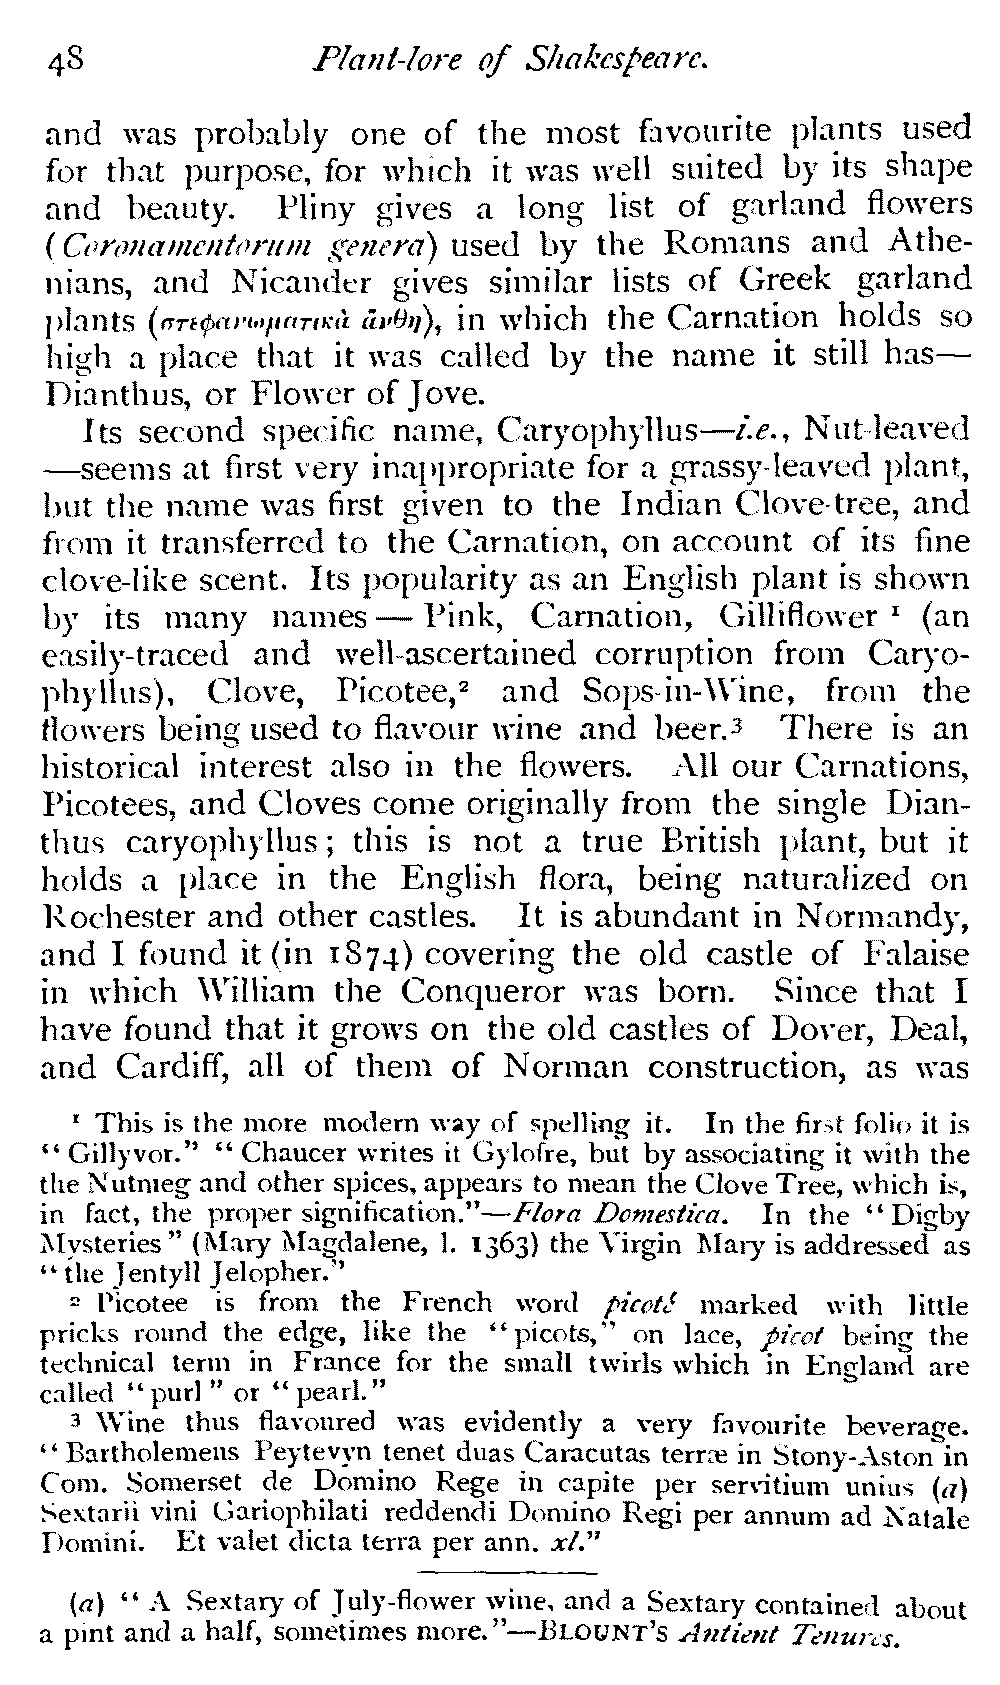 48 Plant-lore of Shakespeare.
and was probably one of the most favourite plants used
for that purpose, for which it was well suited by its shape
and beauty. Pliny gives a long list of garland flowers
(Coronamentorum genera) used by the Romans and Athe-
nians, and Nicander gives similar lists of Greek garland
plants (στεφανωματικὰ ἄνθη), in which the Carnation holds so
high a place that it was called by the name it still has—
Dianthus, or Flower of Jove.
Its second specific name, Caryophyllus—i.e., Nut-leaved
—seems at first very inappropriate for a grassy-leaved plant,
but the name was first given to the Indian Clove-tree, and
from it transferred to the Carnation, on account of its fine
clove-like scent. Its popularity as an English plant is shown
by its many names — Pink, Carnation, Gilliflower ¹ (an
easily-traced and well-ascertained corruption from Caryo-
phyllus), Clove, Picotee,² and Sops-in-Wine, from the
flowers being used to flavour wine and beer.³ There is an
historical interest also in the flowers. All our Carnations,
Picotees, and Cloves come originally from the single Dian-
thus caryophyllus; this is not a true British plant, but it
holds a place in the English flora, being naturalized on
Rochester and other castles. It is abundant in Normandy,
and I found it (in 1874) covering the old castle of Falaise
in which William the Conqueror was born. Since that I
have found that it grows on the old castles of Dover, Deal,
and Cardiff, all of them of Norman construction, as was
¹ This is the more modern way of spelling it. In the first folio it is
“Gillyvor.” “Chaucer writes it Gylofre, but by associating it with the
the Nutmeg and other spices, appears to mean the Clove Tree, which is,
in fact, the proper signification.”—Flora Domestica. In the “Digby
Mysteries” (Mary Magdalene, l. 1363) the Virgin Mary is addressed as
“the Jentyll Jelopher.”
² Picotee is from the French word picoté marked with little
pricks round the edge, like the “picots,” on lace, picot being the
technical term in France for the small twirls which in England are
called “purl” or “pearl.”
³ Wine thus flavoured was evidently a very favourite beverage.
“Bartholemeus Peytevyn tenet duas Caracutas terræ in Stony-Aston in
Com. Somerset de Domino Rege in capite per servitium unius (a)
Sextarii vini Gariophilati reddendi Domino Regi per annum ad Natale
Domini. Et valet dicta terra per ann. xl.”
(a) “A Sextary of July-flower wine, and a Sextary contained about
a pint and a half, sometimes more.”—BLOUNT'S Antient Tenures.